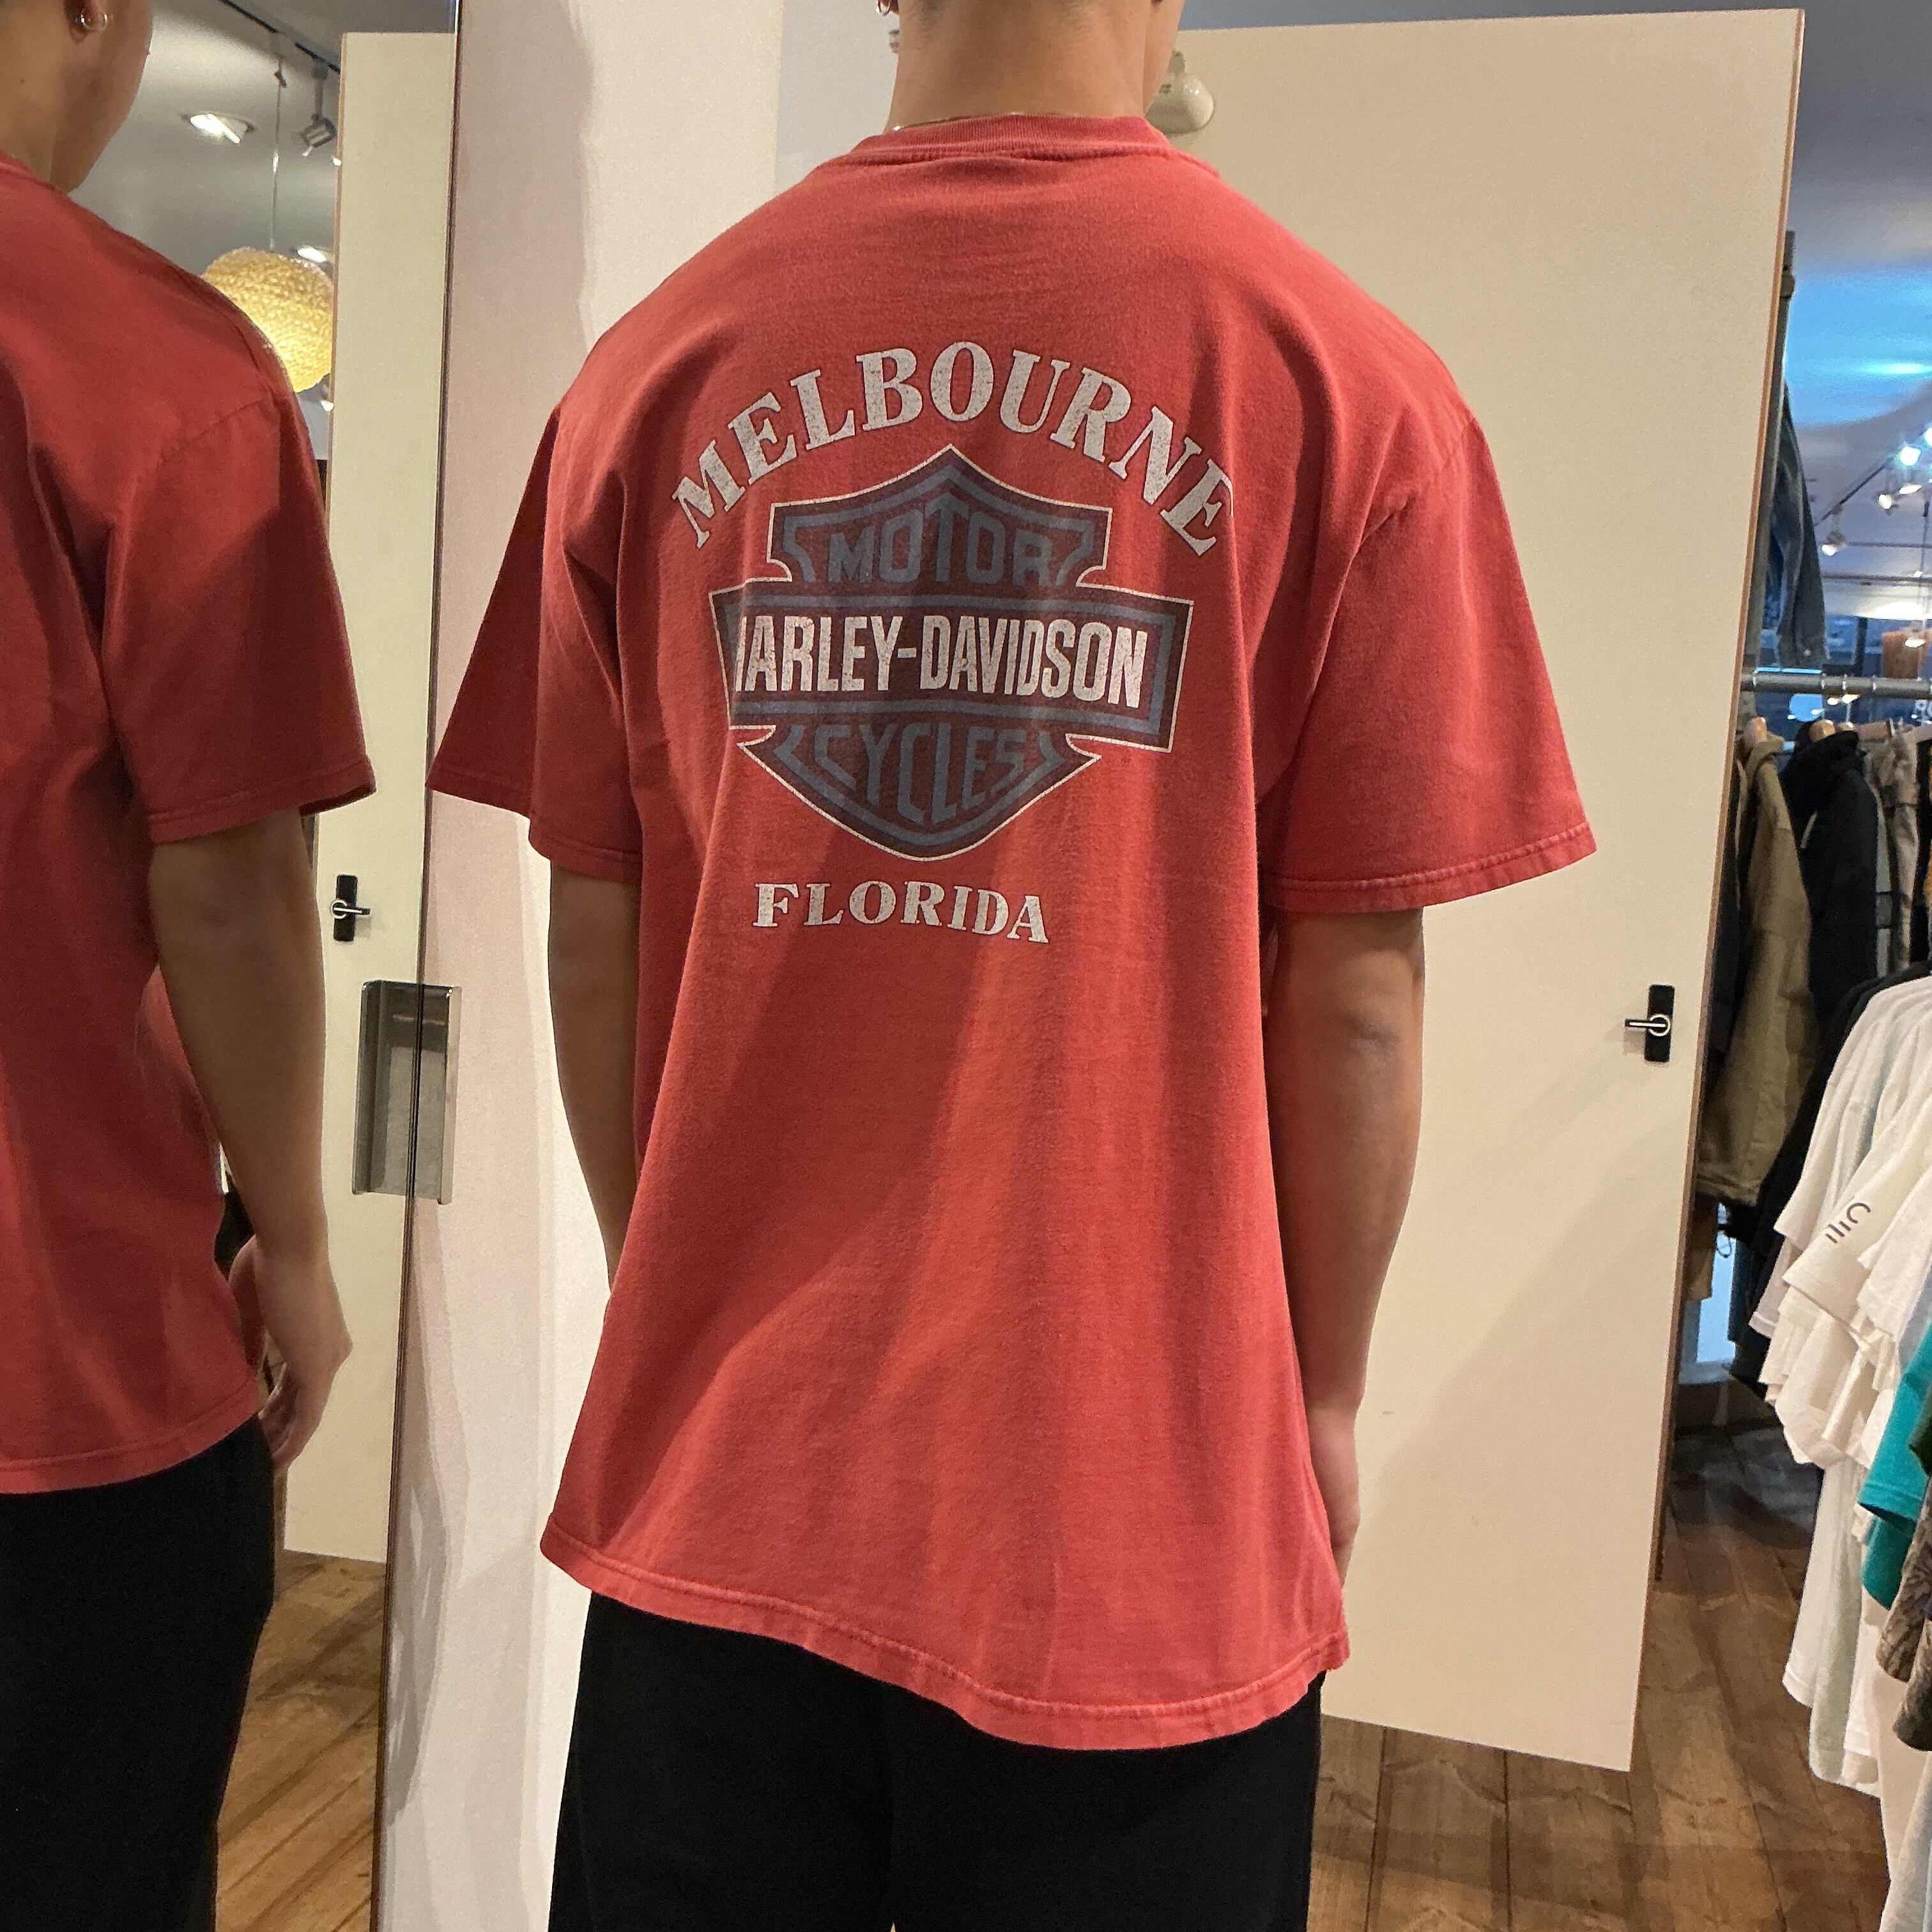 MELBOURNE
MOTOR
HARLEY-DAVIDSON
CYCLES
FLORIDA